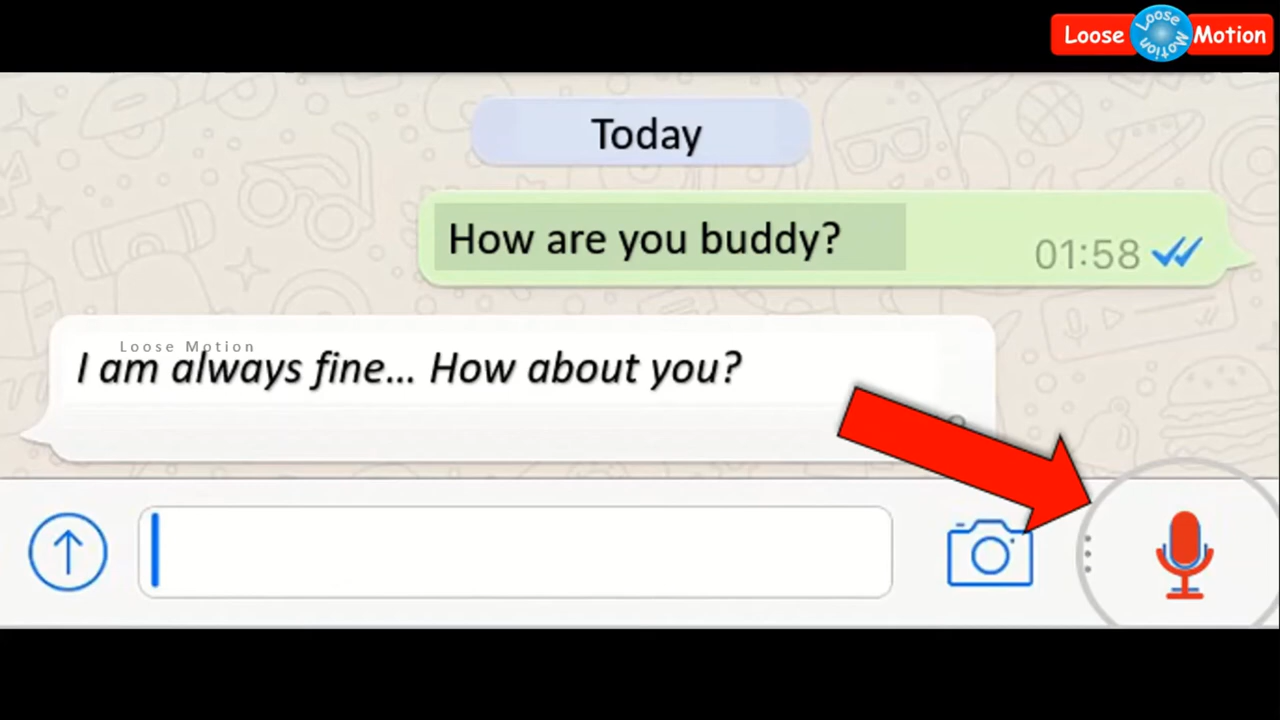 Loose Loose Motion Motion
Today
How are you buddy?
01:58
Loose Motion
I am always fine... How about you?